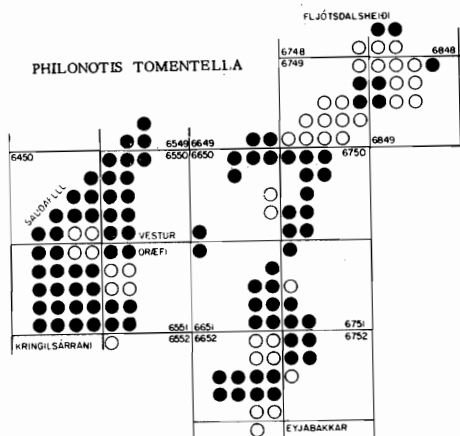 FLJÓTSDALSHEIÐI
6748 6848
6749
PHILONOTIS TOMENTELLA
6849
6549 6649
6450 6550 6650 6750
VESTUR
ÖRÆFI
6551 6651 6751
KRINGILSÁRRANI 6552 6652 6752
EYJABAKKAR